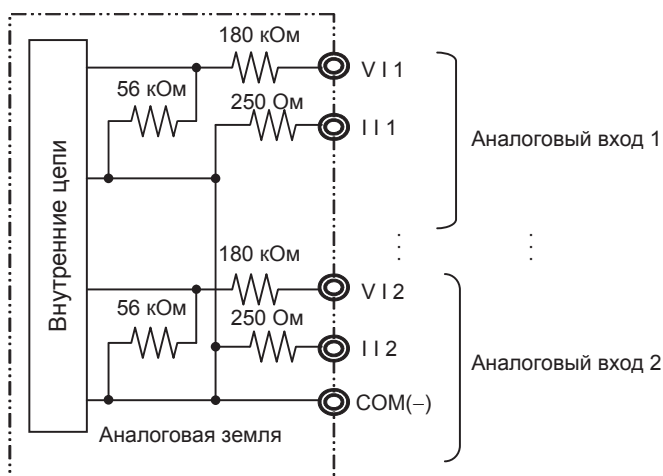 180 кОм
V I 1
56 кОм
250 Ом
I I 1
Аналоговый вход 1
Внутренние цепи
180 кОм
V I 2
56 кОм
250 Ом
I I 2
Аналоговый вход 2
COM(−)
Аналоговая земля